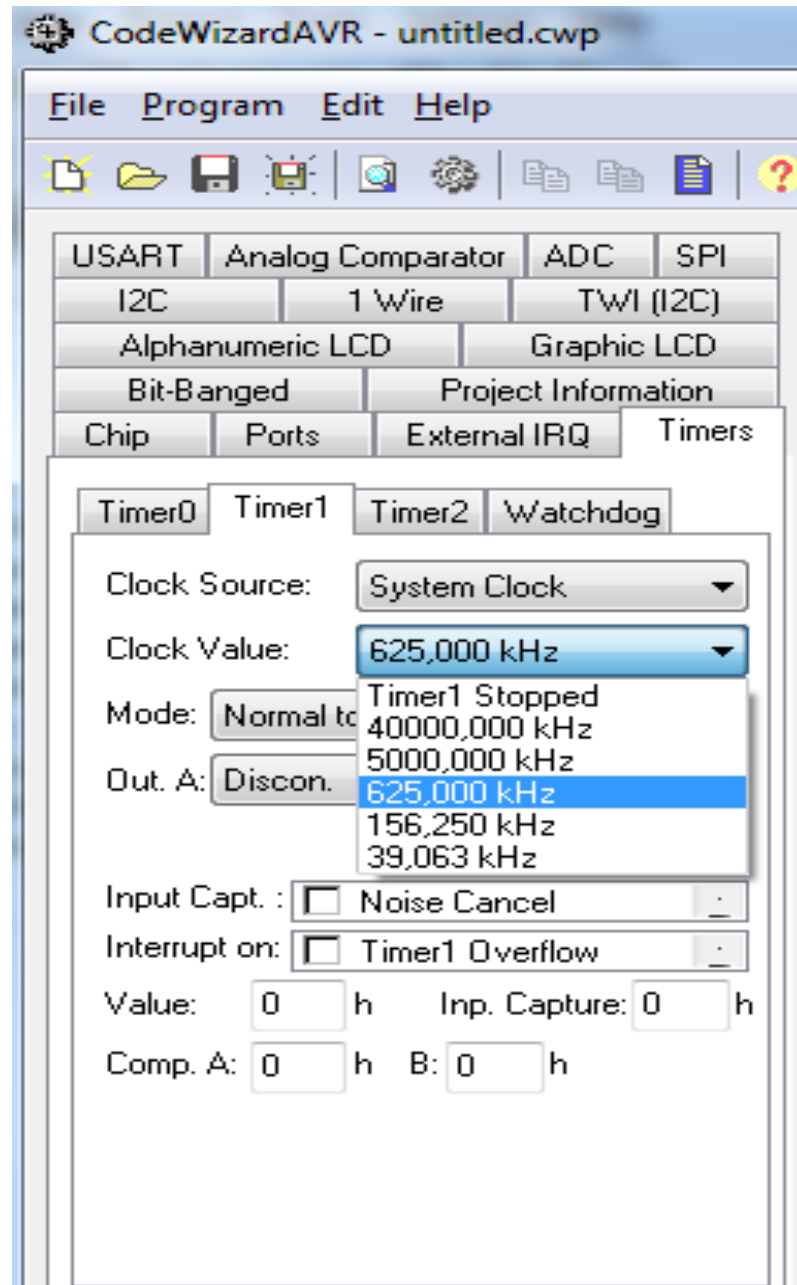 CodeWizardAVR - untitled.cwp
File Program Edit Help
USART Analog Comparator ADC SPI
I2C 1 Wire TWI (I2C)
Alphanumeric LCD Graphic LCD
Bit-Banged Project Information
Chip Ports External IRQ Timers
Timer0 Timer1 Timer2 Watchdog
Clock Source: System Clock
Clock Value: 625,000 kHz
Timer1 Stopped
Mode: Normal to
40000,000 kHz
5000,000 kHz
Out. A: Discon.
625,000 kHz
156,250 kHz
39,063 kHz
Input Capt. : Noise Cancel
Interrupt on: Timer1 Overflow
Value: 0 h Inp. Capture: 0 h
Comp. A: 0 h B: 0 h